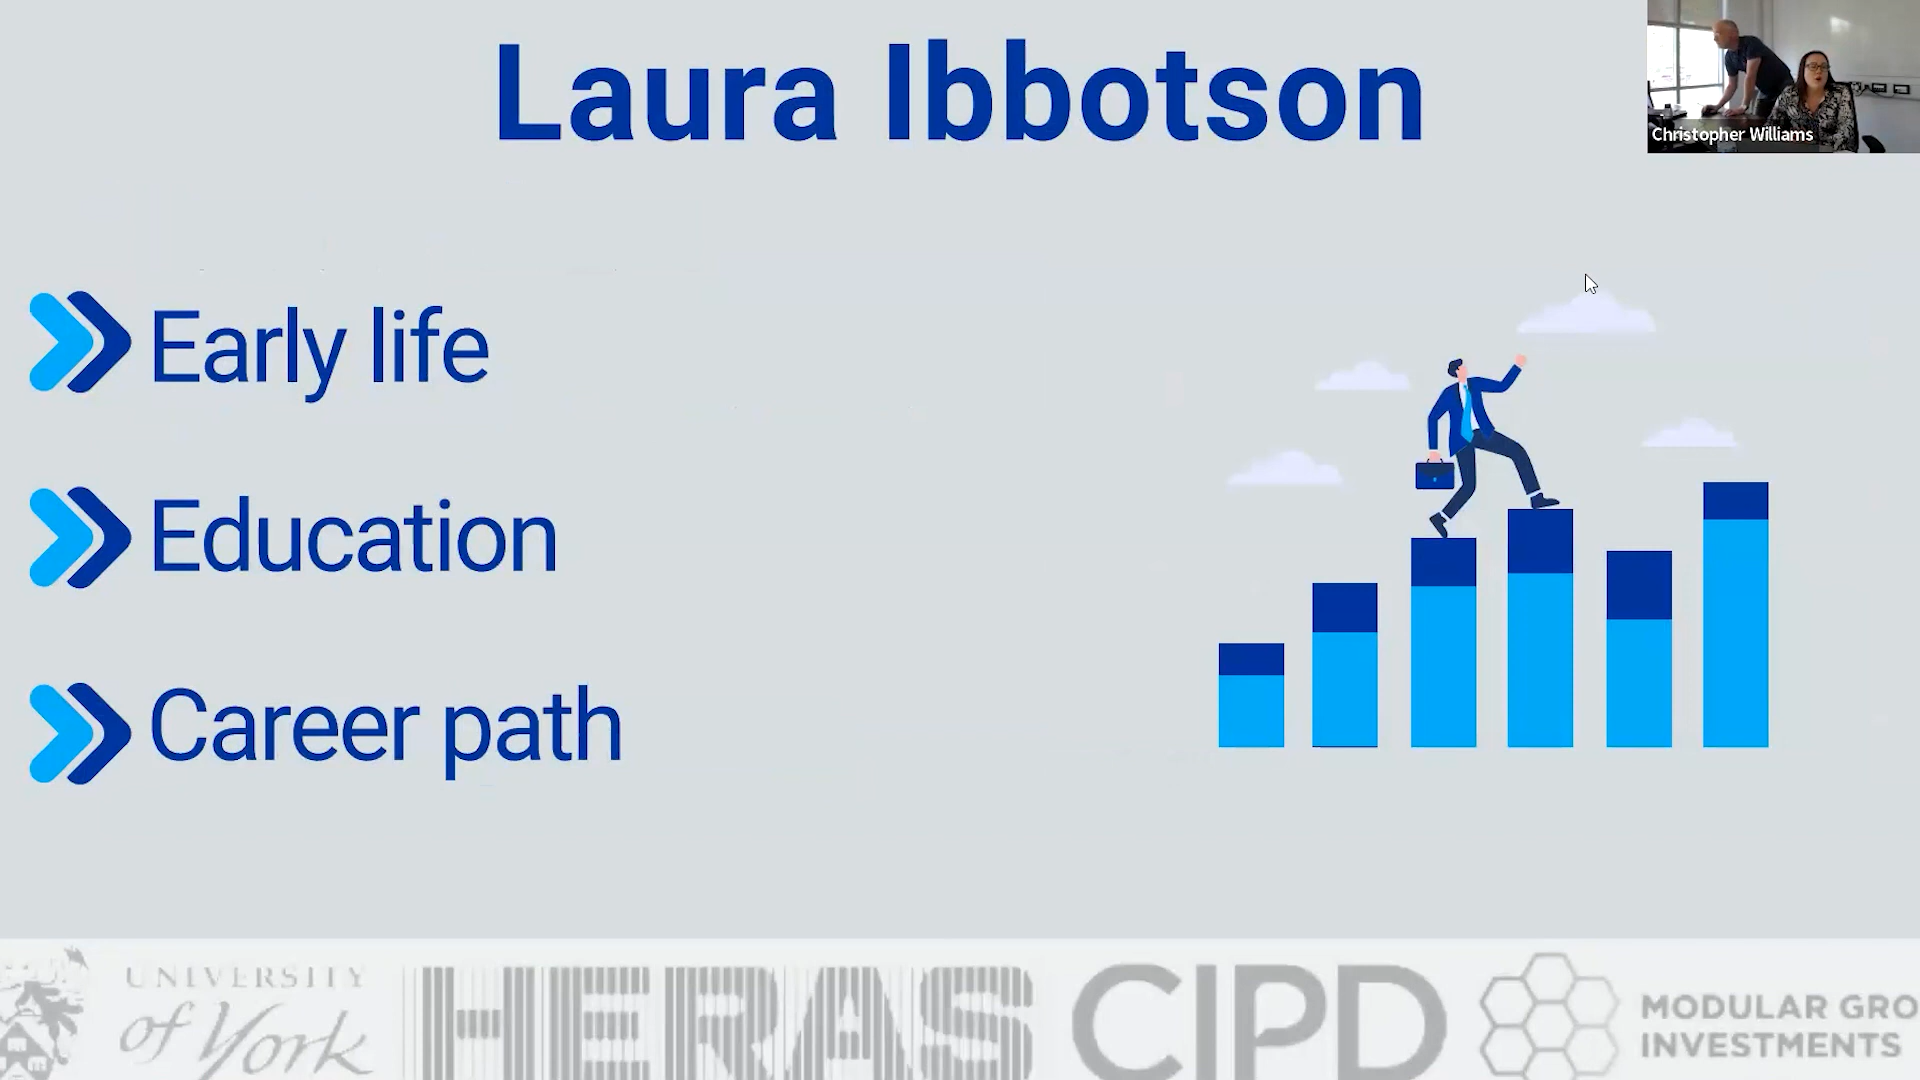 Laura Ibbotson
Christopher Williams
Early life
Education
Career path
UNIVERSITY
of York
HERAS
CIPD
MODULAR GRO
INVESTMENTS